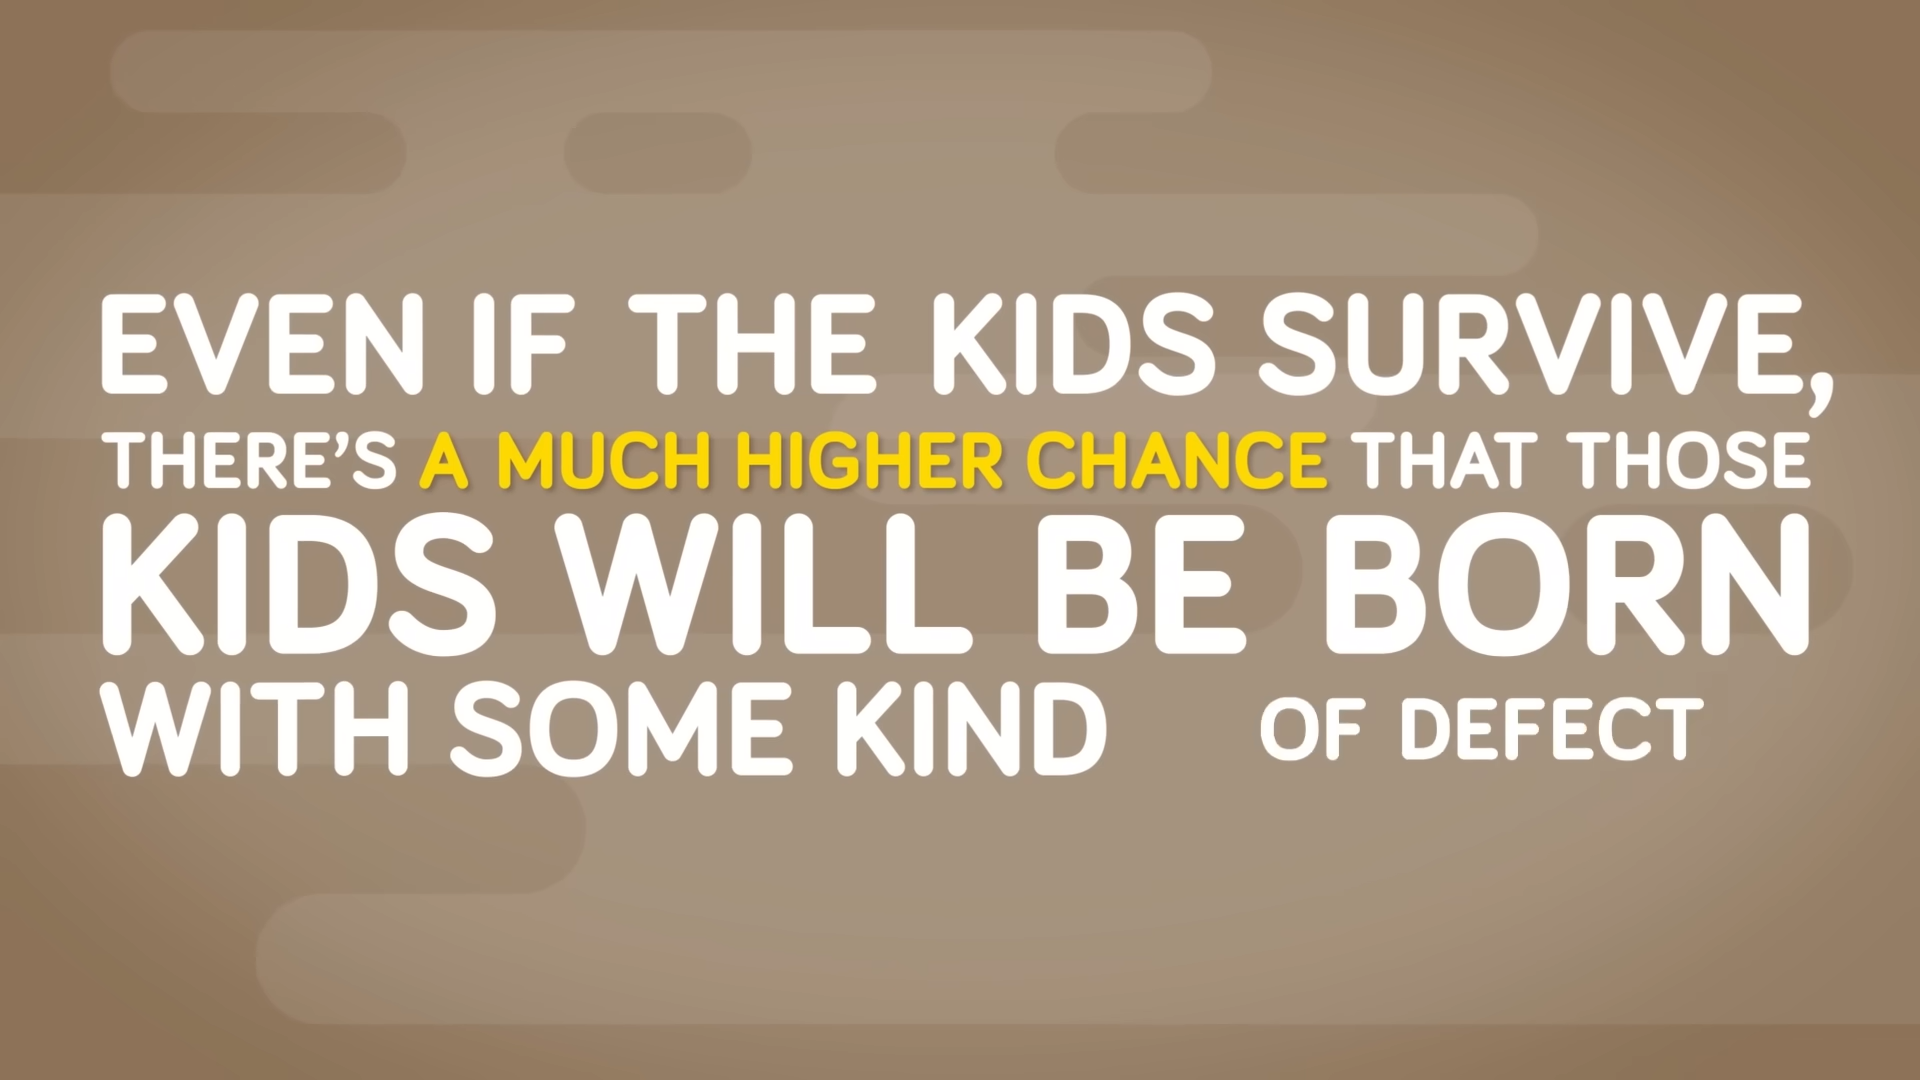 EVEN IF THE KIDS SURVIVE,
THERE’S A MUCH HIGHER CHANCE THAT THOSE
KIDS WILL BE BORN
WITH SOME KIND OF DEFECT